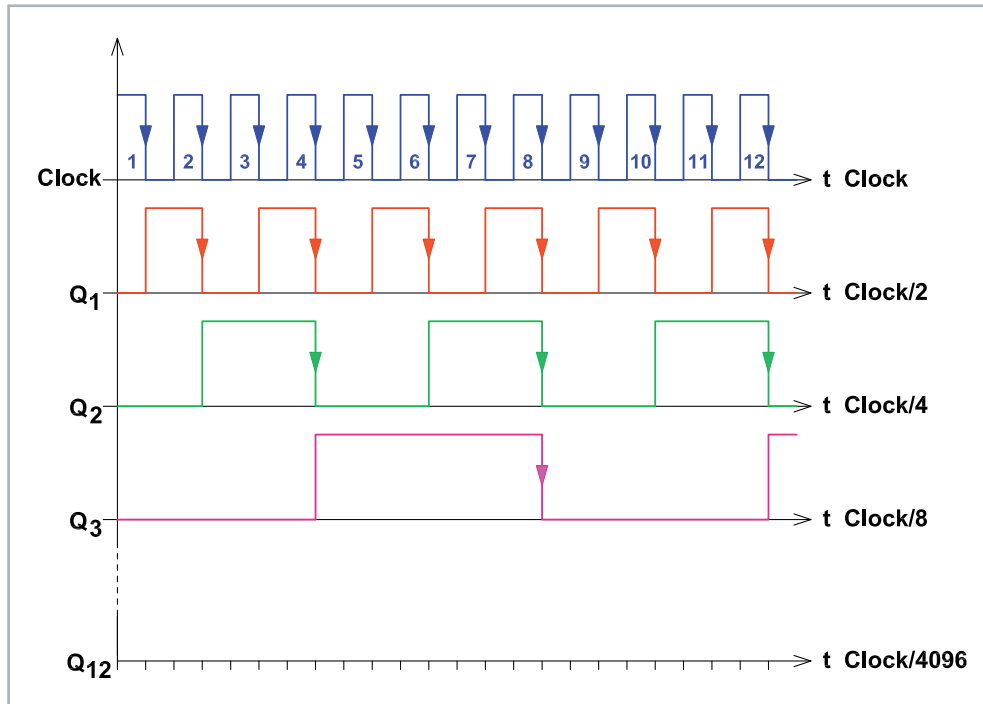 1 2 3 4 5 6 7 8 9 10 11 12
Clock t Clock
Q1 t Clock/2
Q2 t Clock/4
Q3 t Clock/8
Q12 t Clock/4096